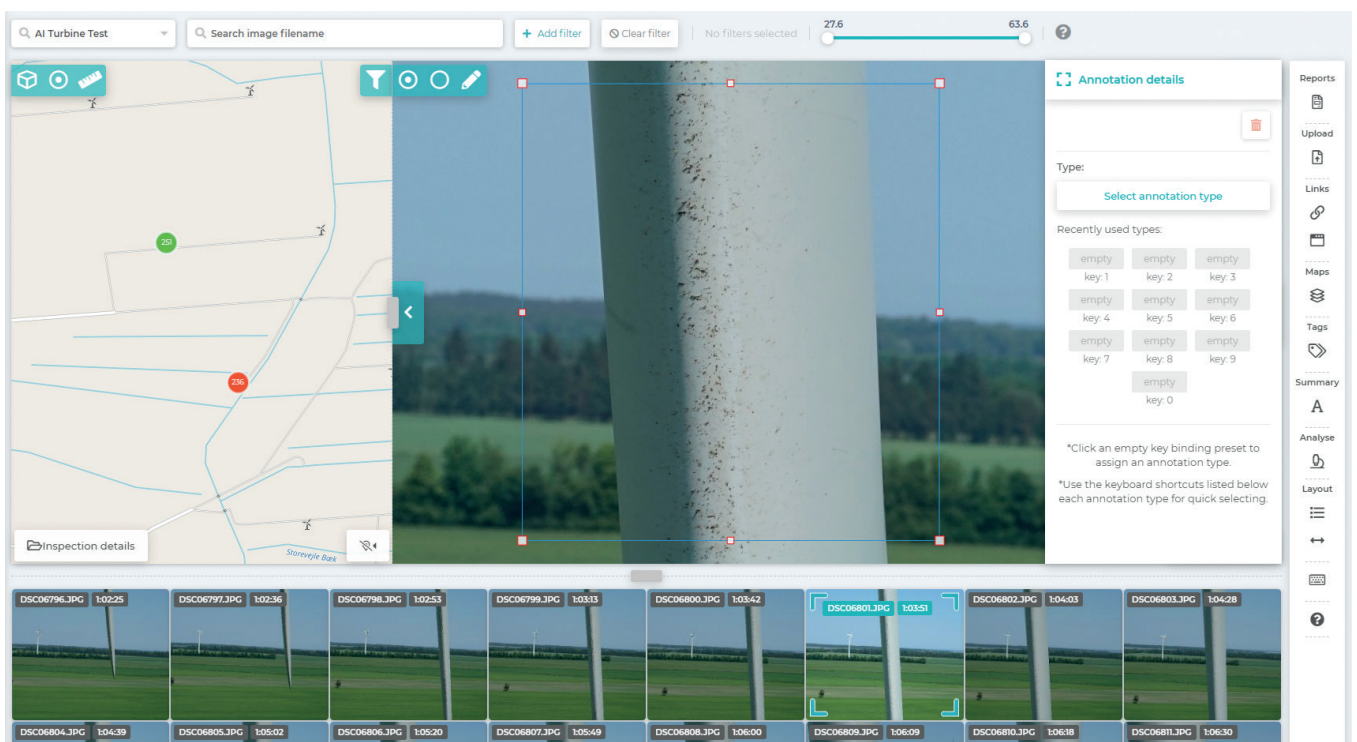 AI Turbine Test
Search image filename
+ Add filter
Clear filter
No filters selected
27.6
63.6
251
236
Inspection details
Storevejle Bæk
Annotation details
Type:
Select annotation type
Recently used types:
empty empty empty
key: 1 key: 2 key: 3
empty empty empty
key: 4 key: 5 key: 6
empty empty empty
key: 7 key: 8 key: 9
empty
key: 0
*Click an empty key binding preset to
assign an annotation type.
*Use the keyboard shortcuts listed below
each annotation type for quick selecting.
Reports
Upload
Links
Maps
Tags
Summary
A
Analyse
Layout
DSC06796.JPG 1:02:25
DSC06797.JPG 1:02:36
DSC06798.JPG 1:02:53
DSC06799.JPG 1:03:13
DSC06800.JPG 1:03:42
DSC06801.JPG 1:03:51
DSC06802.JPG 1:04:03
DSC06803.JPG 1:04:28
DSC06804.JPG 1:04:39
DSC06805.JPG 1:05:02
DSC06806.JPG 1:05:20
DSC06807.JPG 1:05:49
DSC06808.JPG 1:06:00
DSC06809.JPG 1:06:09
DSC06810.JPG 1:06:18
DSC06811.JPG 1:06:30